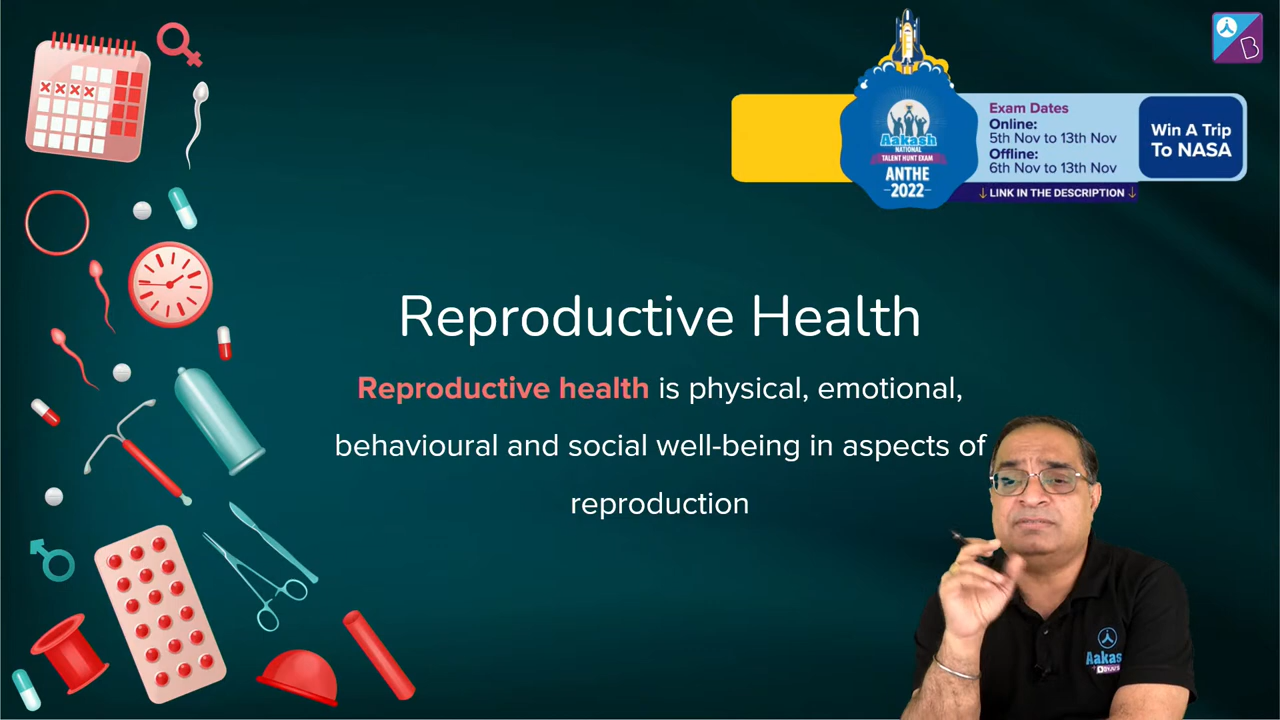 Aakash
NATIONAL
TALENT HUNT EXAM
ANTHE
2022
Exam Dates
Online:
5th Nov to 13th Nov
Offline:
6th Nov to 13th Nov
LINK IN THE DESCRIPTION
Win A Trip
To NASA
B
Reproductive Health
Reproductive health is physical, emotional,
behavioural and social well-being in aspects of
reproduction
Aakas